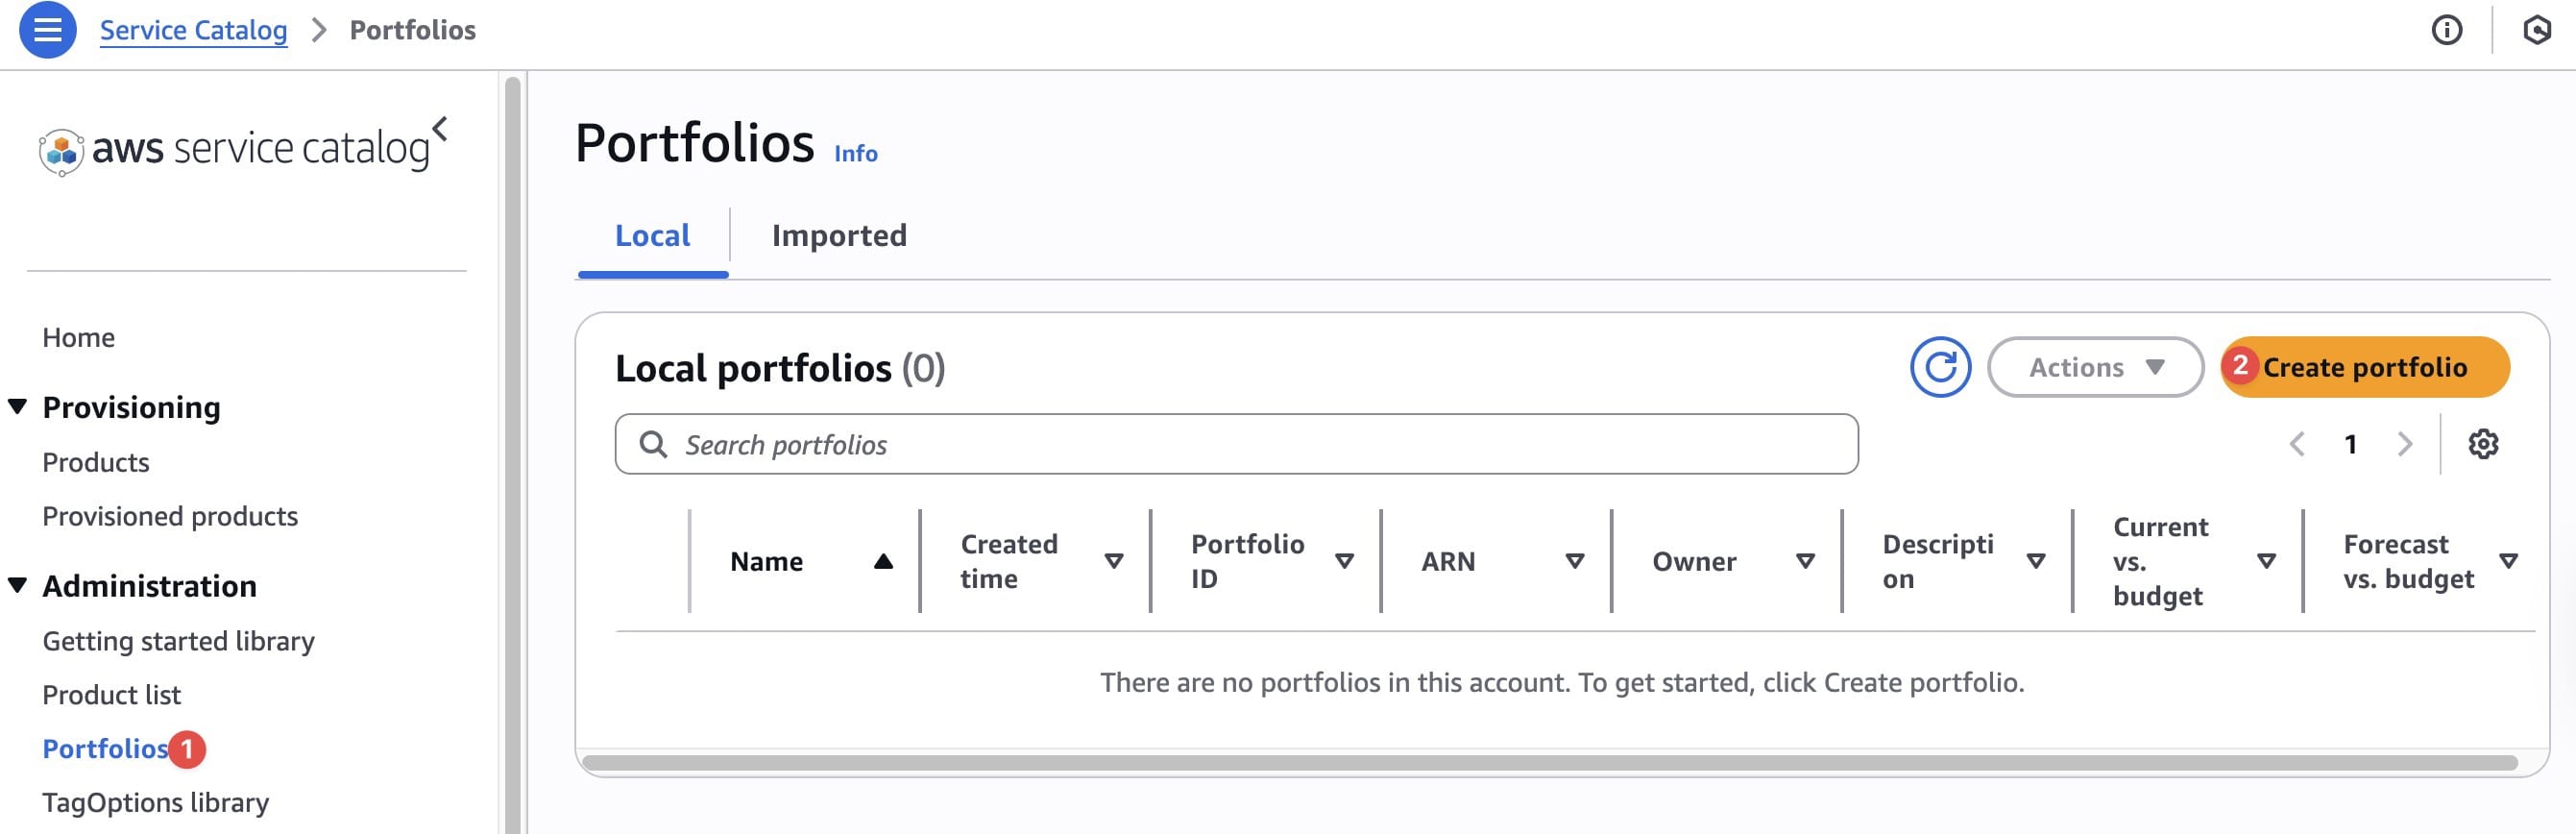 Service Catalog > Portfolios
aws service catalog
Home
Provisioning
Products
Provisioned products
Administration
Getting started library
Product list
Portfolios 1
TagOptions library
Portfolios Info
Local
Imported
Local portfolios (0)
Actions
2 Create portfolio
Search portfolios
1
Name
Created
time
Portfolio
ID
ARN
Owner
Descripti
on
Current
vs.
budget
Forecast
vs. budget
There are no portfolios in this account. To get started, click Create portfolio.